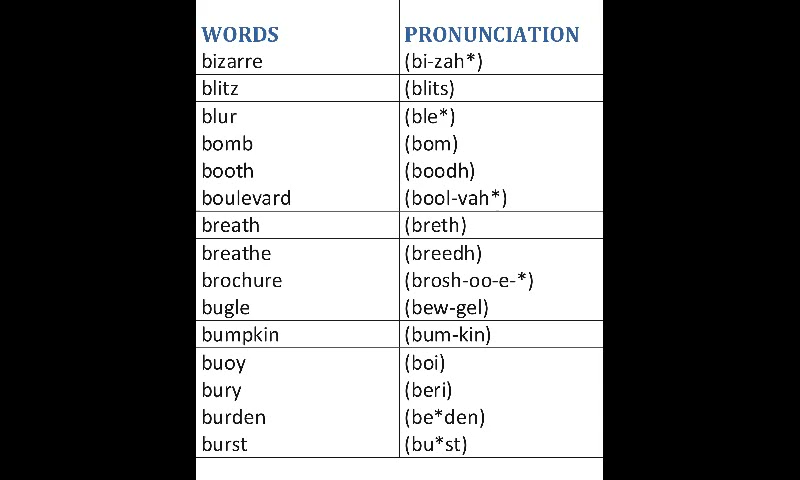 WORDS PRONUNCIATION
bizarre (bi-zah*)
blitz (blits)
blur (ble*)
bomb (bom)
booth (boodh)
boulevard (bool-vah*)
breath (breth)
breathe (breedh)
brochure (brosh-oo-e-*)
bugle (bew-gel)
bumpkin (bum-kin)
buoy (boi)
bury (beri)
burden (be*den)
burst (bu*st)